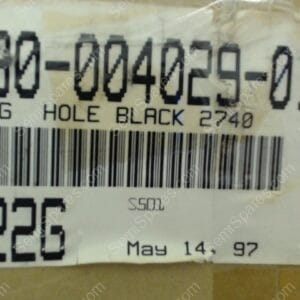 30-004029-0
G HOLE BLACK 2740
S501
22G
May 14, 97